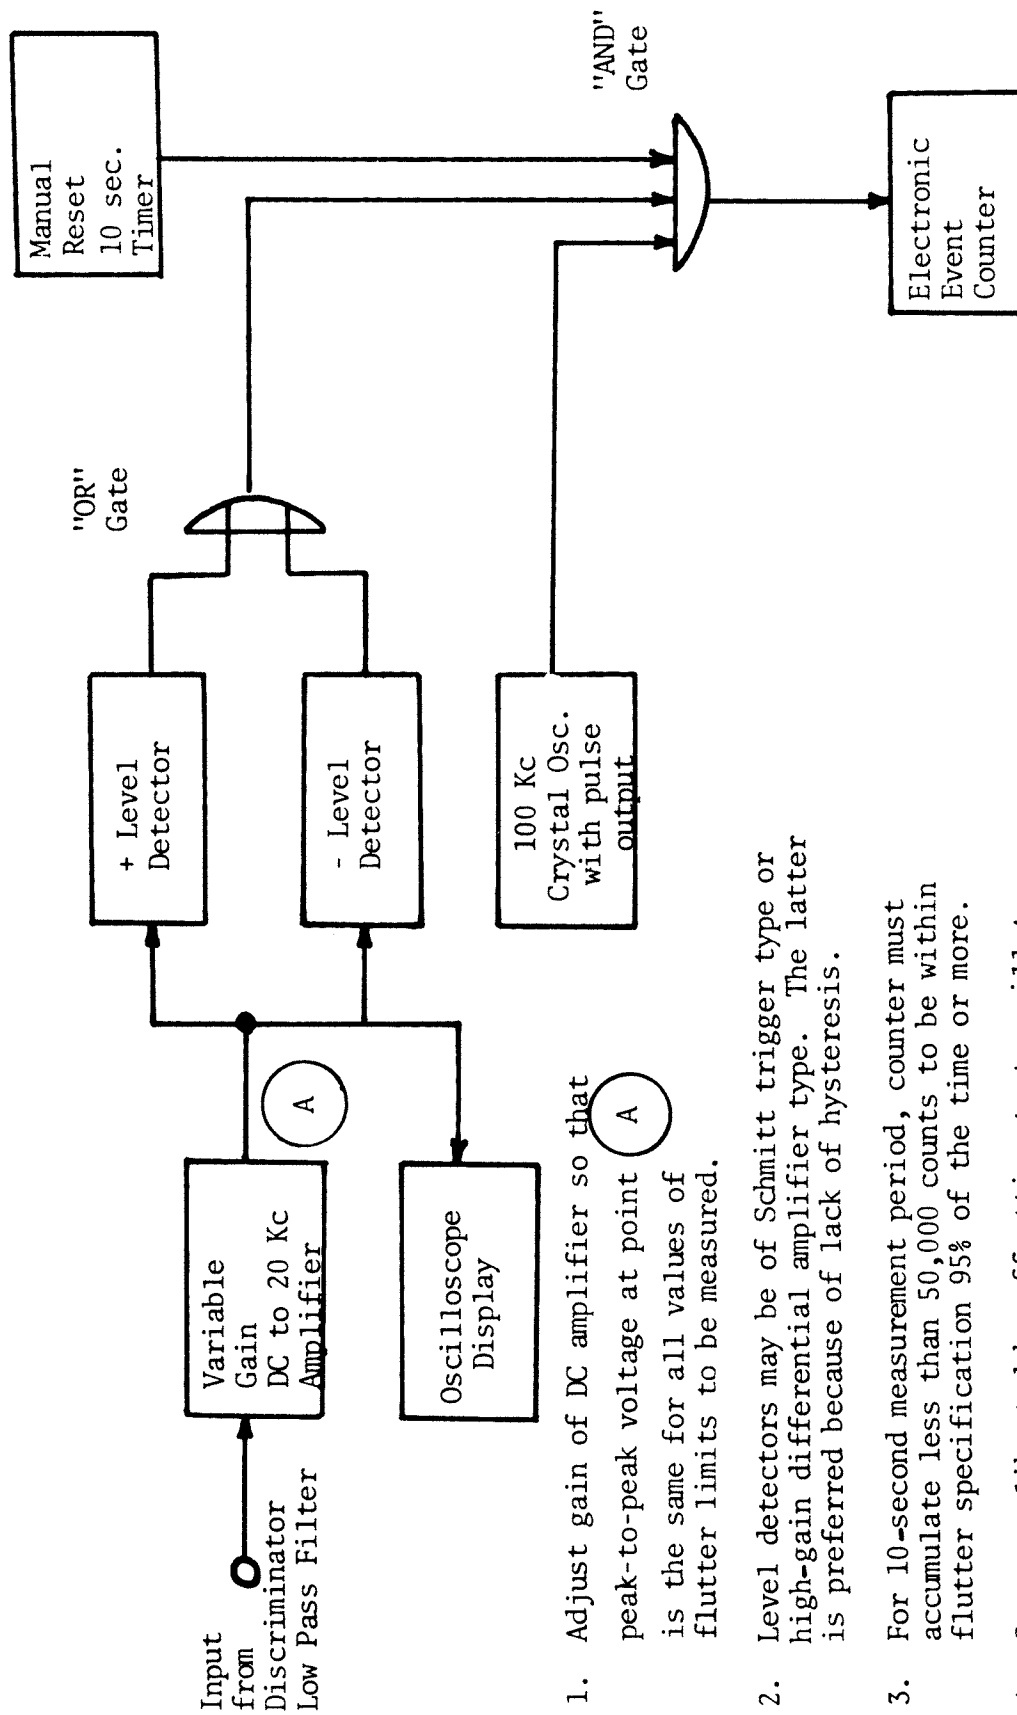 Input
from
Discriminator
Low Pass Filter
Variable
Gain
DC to 20 Kc
Amplifier
A
Oscilloscope
Display
+ Level
Detector
- Level
Detector
100 Kc
Crystal Osc.
with pulse
output
"OR"
Gate
Manual
Reset
10 sec.
Timer
"AND"
Gate
Electronic
Event
Counter
1. Adjust gain of DC amplifier so that
peak-to-peak voltage at point A
is the same for all values of
flutter limits to be measured.
2. Level detectors may be of Schmitt trigger type or
high-gain differential amplifier type. The latter
is preferred because of lack of hysteresis.
3. For 10-second measurement period, counter must
accumulate less than 50,000 counts to be within
flutter specification 95% of the time or more.